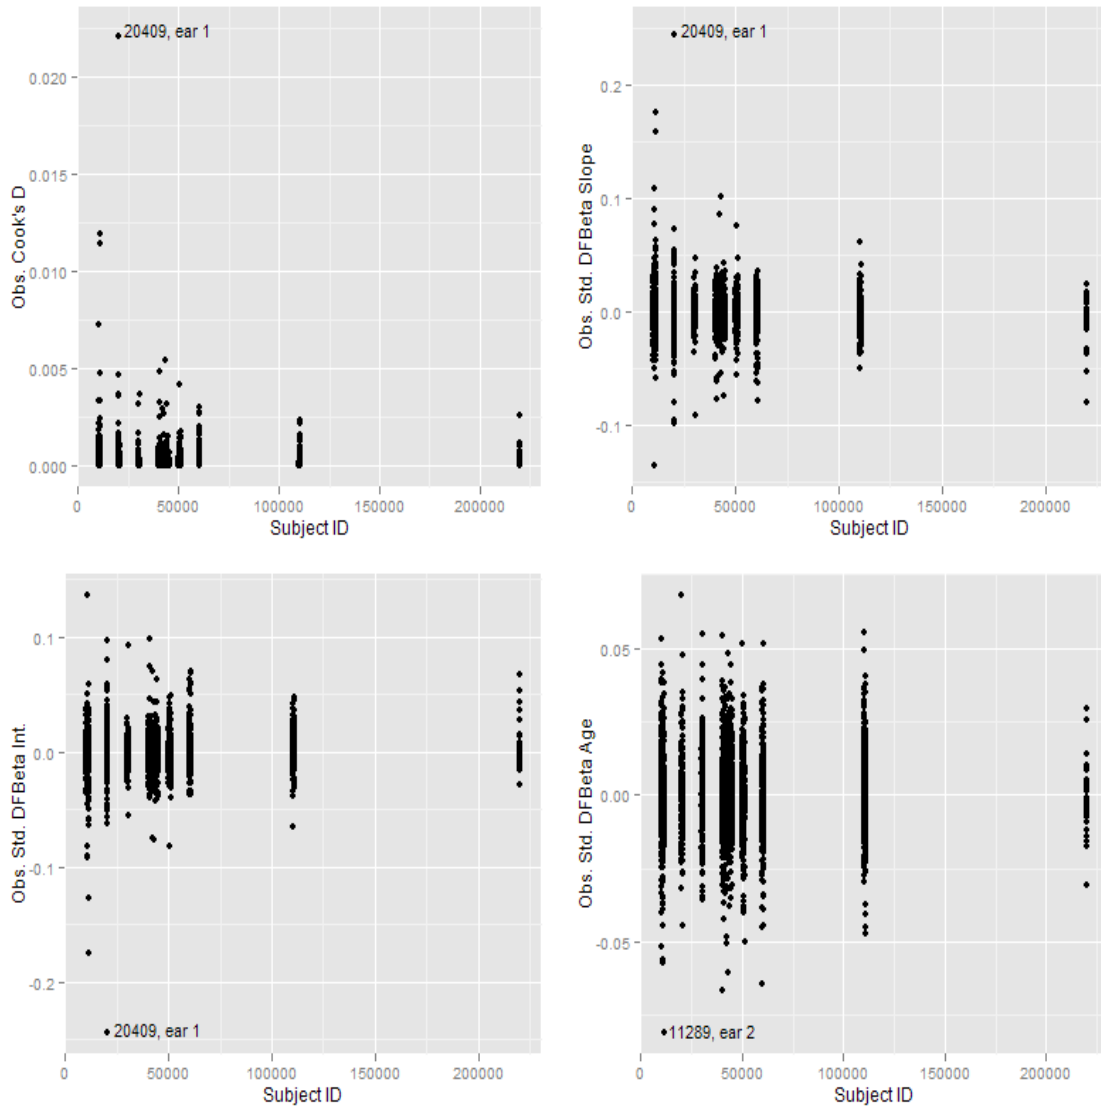 20409, ear 1
0.020
0.015
0.010
0.005
0.000
Obs. Cook's D
0 50000 100000 150000 200000
Subject ID
20409, ear 1
0.2
0.1
0.0
-0.1
Obs. Std. DFBeta Slope
0 50000 100000 150000 200000
Subject ID
0.1
0.0
-0.1
-0.2
Obs. Std. DFBeta Int.
20409, ear 1
0 50000 100000 150000 200000
Subject ID
0.05
0.00
-0.05
Obs. Std. DFBeta Age
11289, ear 2
0 50000 100000 150000 200000
Subject ID